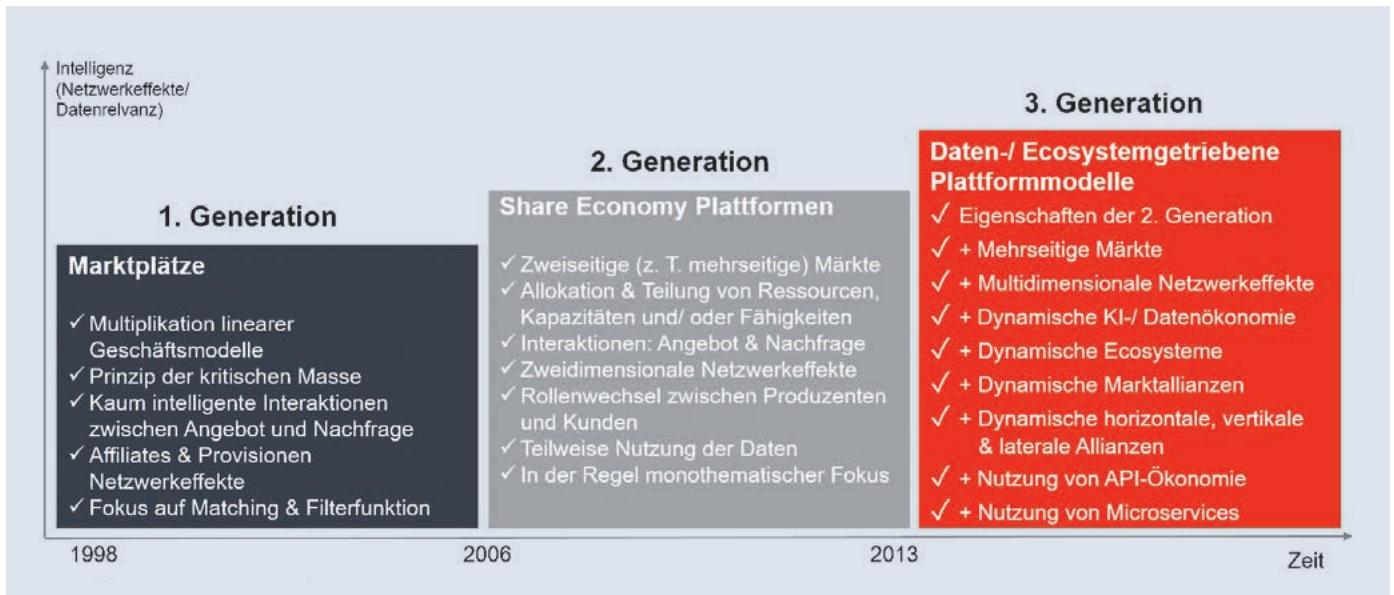 Intelligenz
(Netzwerkeffekte/
Datenrelvanz)
1. Generation
Marktplätze
✓ Multiplikation linearer
Geschäftsmodelle
✓ Prinzip der kritischen Masse
✓ Kaum intelligente Interaktionen
zwischen Angebot und Nachfrage
✓ Affiliates & Provisionen
Netzwerkeffekte
✓ Fokus auf Matching & Filterfunktion
2. Generation
Share Economy Plattformen
✓ Zweiseitige (z. T. mehrseitige) Märkte
✓ Allokation & Teilung von Ressourcen,
Kapazitäten und/ oder Fähigkeiten
✓ Interaktionen: Angebot & Nachfrage
✓ Zweidimensionale Netzwerkeffekte
✓ Rollenwechsel zwischen Produzenten
und Kunden
✓ Teilweise Nutzung der Daten
✓ In der Regel monothematischer Fokus
3. Generation
Daten-/ Ecosystemgetriebene
Plattformmodelle
✓ Eigenschaften der 2. Generation
✓ + Mehrseitige Märkte
✓ + Multidimensionale Netzwerkeffekte
✓ + Dynamische KI-/ Datenökonomie
✓ + Dynamische Ecosysteme
✓ + Dynamische Marktallianzen
✓ + Dynamische horizontale, vertikale
& laterale Allianzen
✓ + Nutzung von API-Ökonomie
✓ + Nutzung von Microservices
1998
2006
2013
Zeit